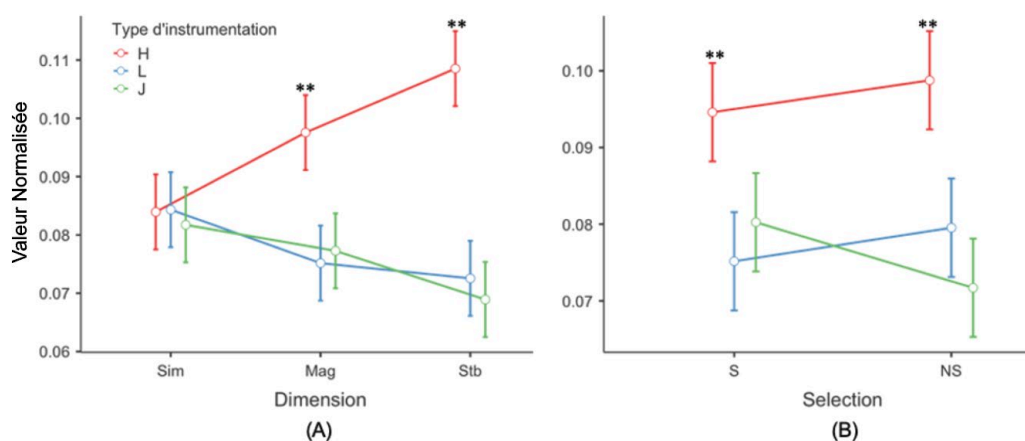 Type d'instrumentation
H
L
J
**
**
**
**
Valeur Normalisée
0.11
0.10
0.09
0.08
0.07
0.06
Sim
Mag
Stb
Dimension
(A)
**
**
0.10
0.09
0.08
0.07
S
NS
Selection
(B)